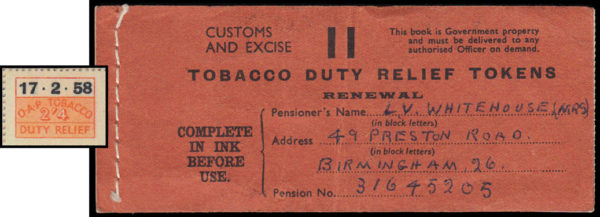 17·2·58
O·A·P· TOBACCO
2/4
DUTY RELIEF
CUSTOMS
AND EXCISE
II
This book is Government property
and must be delivered to any
authorised Officer on demand.
TOBACCO DUTY RELIEF TOKENS
RENEWAL
Pensioner's Name L.V. WHITEHOUSE (MRS)
(in block letters)
COMPLETE
IN INK
BEFORE
USE.
Address 49 PRESTON ROAD.
(in block letters)
BIRMINGHAM, 26.
Pension No. 31645205